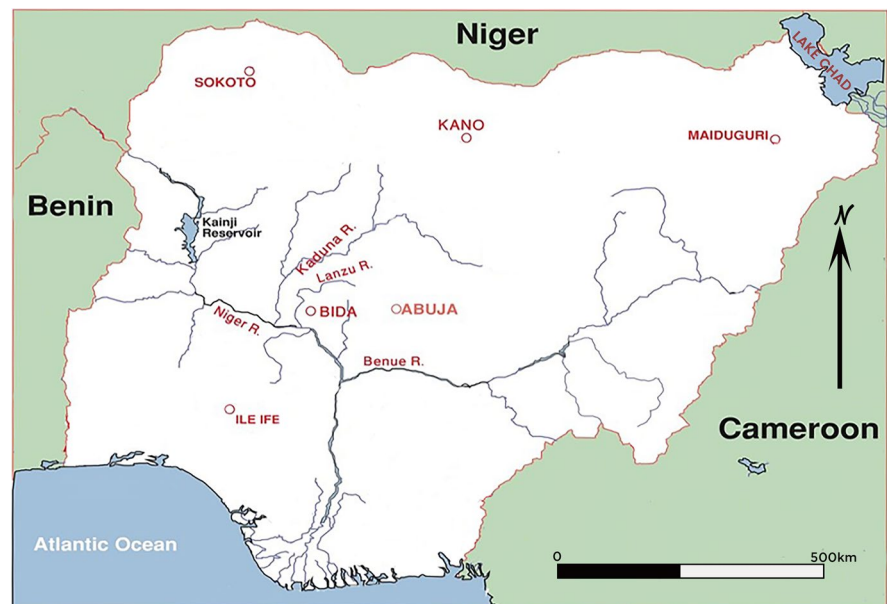 Niger
LAKE CHAD
SOKOTO
KANO
MAIDUGURI
Benin
Kainji
Reservoir
N
Kaduna R.
Lanzu R.
Niger R.
BIDA
ABUJA
Benue R.
ILE IFE
Cameroon
Atlantic Ocean
0
500km